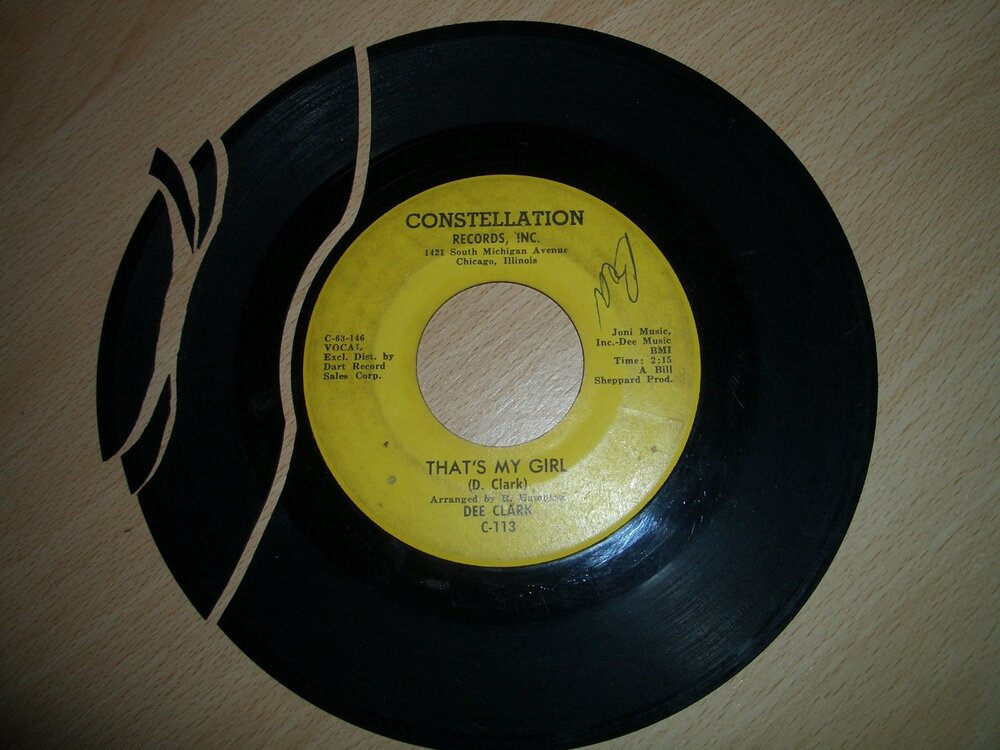 CONSTELLATION
RECORDS, INC.
1421 South Michigan Avenue
Chicago, Illinois
C-63-146
VOCAL
Excl. Dist. by
Dart Record
Sales Corp.
Joni Music,
Inc.-Dee Music
BMI
Time: 2:15
A Bill
Sheppard Prod.
THAT'S MY GIRL
(D. Clark)
Arranged by R.
DEE CLARK
C-113